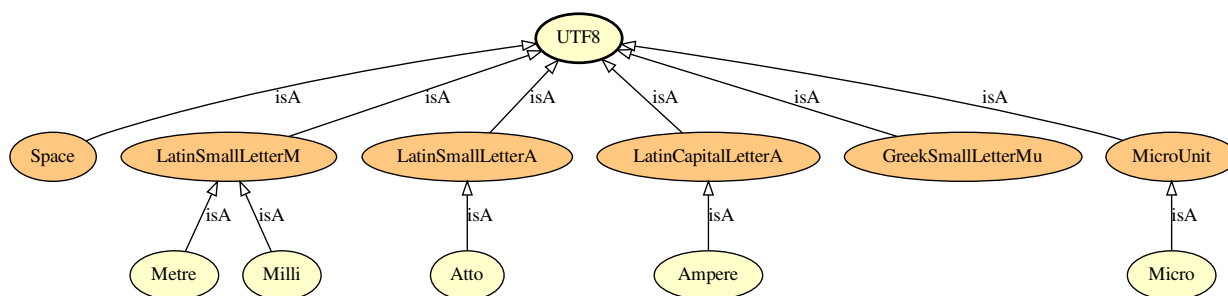 UTF8
isA isA isA isA isA isA
Space LatinSmallLetterM LatinSmallLetterA LatinCapitalLetterA GreekSmallLetterMu MicroUnit
isA isA isA isA isA
Metre Milli Atto Ampere Micro